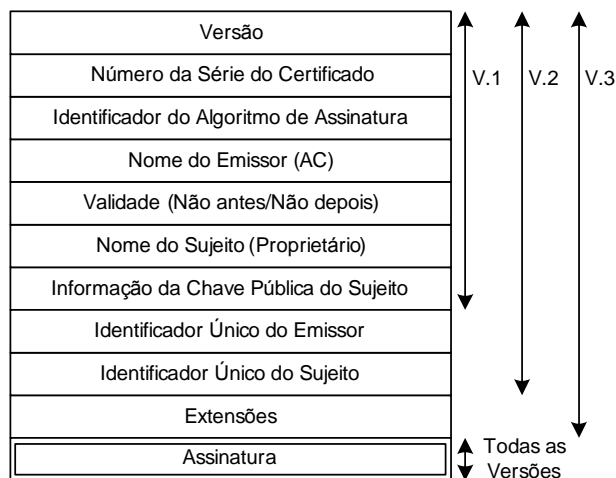 Versão
Número da Série do Certificado
Identificador do Algoritmo de Assinatura
Nome do Emissor (AC)
Validade (Não antes/Não depois)
Nome do Sujeito (Proprietário)
Informação da Chave Pública do Sujeito
Identificador Único do Emissor
Identificador Único do Sujeito
Extensões
Assinatura
V.1
V.2
V.3
Todas as
Versões